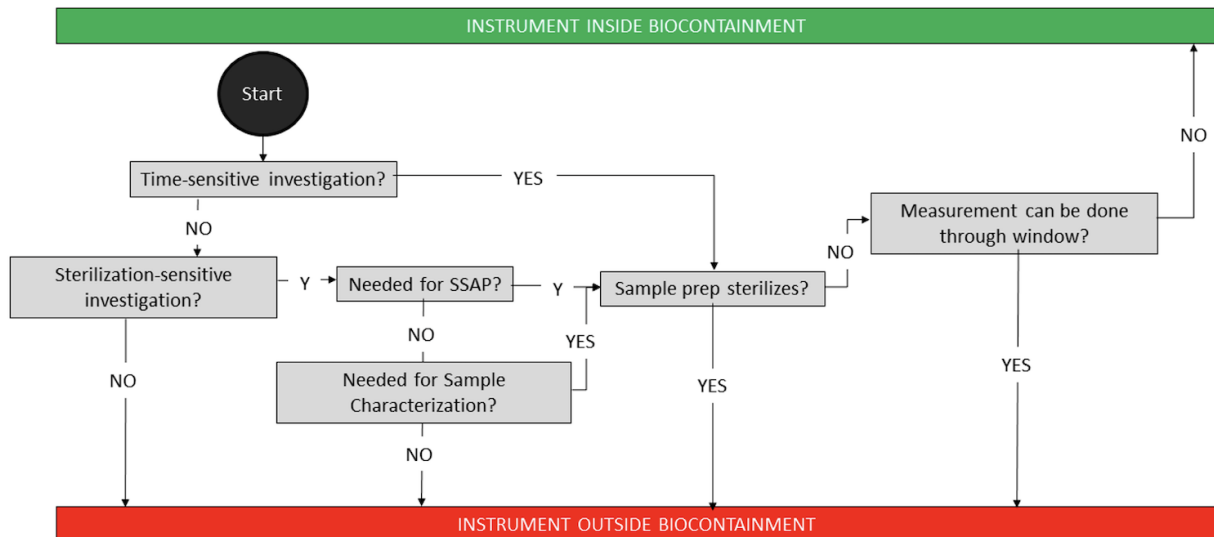 INSTRUMENT INSIDE BIOCONTAINMENT
Start
Time-sensitive investigation?
YES
NO
Sterilization-sensitive
investigation?
Y
Needed for SSAP?
Y
Sample prep sterilizes?
NO
Measurement can be done
through window?
NO
NO
YES
Needed for Sample
Characterization?
NO
NO
YES
YES
INSTRUMENT OUTSIDE BIOCONTAINMENT